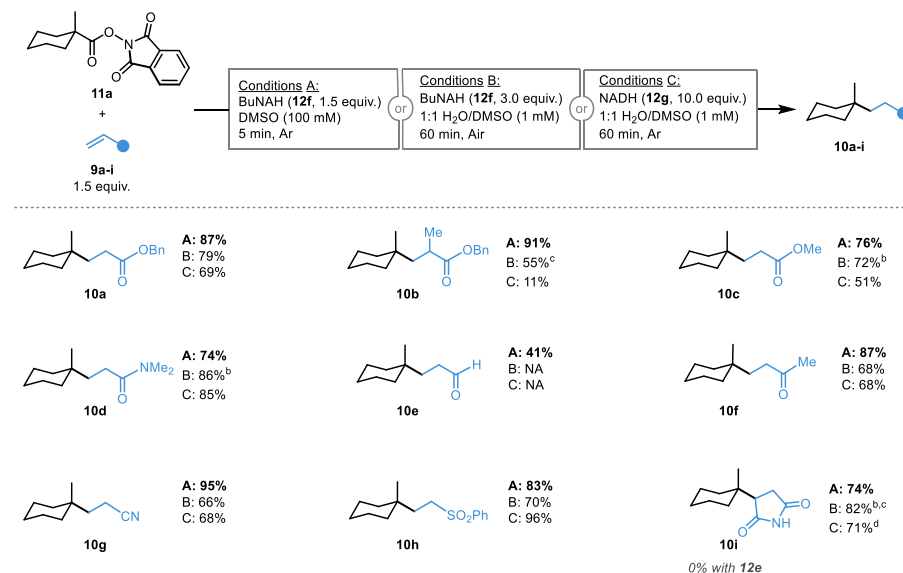 O
O
N
O
O
O
11a
+
9a-i
1.5 equiv.
Conditions A:
BuNAH (12f, 1.5 equiv.)
DMSO (100 mM)
5 min, Ar
or
Conditions B:
BuNAH (12f, 3.0 equiv.)
1:1 H2O/DMSO (1 mM)
60 min, Air
or
Conditions C:
NADH (12g, 10.0 equiv.)
1:1 H2O/DMSO (1 mM)
60 min, Ar
10a-i
OBn
O
10a
A: 87%
B: 79%
C: 69%
Me
OBn
O
10b
A: 91%
B: 55%c
C: 11%
OMe
O
10c
A: 76%
B: 72%b
C: 51%
NMe2
O
10d
A: 74%
B: 86%b
C: 85%
H
O
10e
A: 41%
B: NA
C: NA
Me
O
10f
A: 87%
B: 68%
C: 68%
CN
10g
A: 95%
B: 66%
C: 68%
SO2Ph
10h
A: 83%
B: 70%
C: 96%
O
O
NH
10i
A: 74%
B: 82%b,c
C: 71%d
0% with 12e